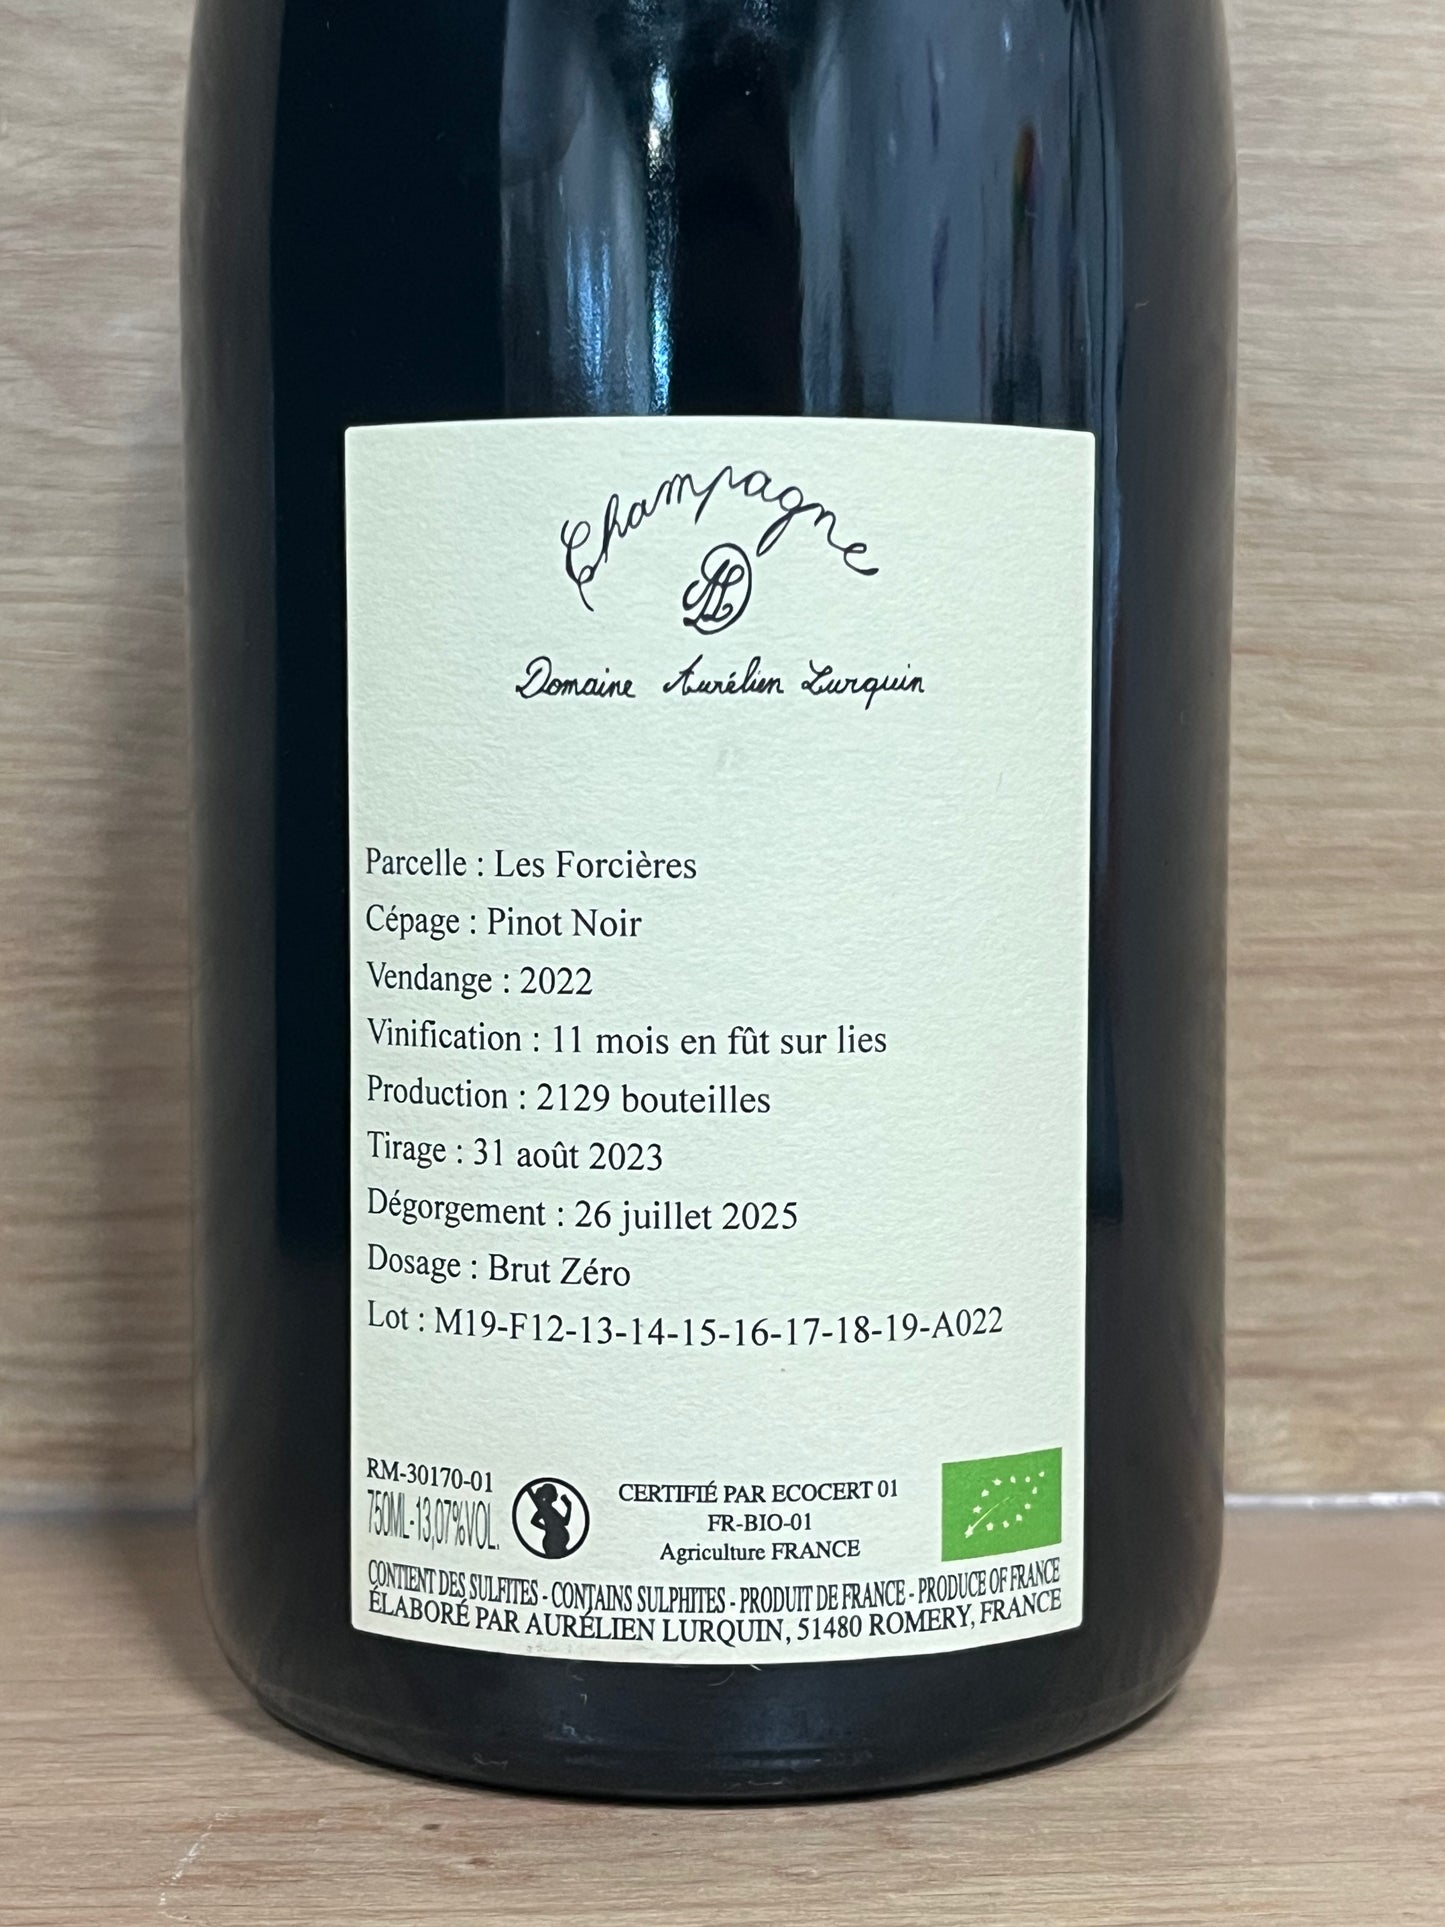 Champagne
AL
Domaine Aurélien Lurquin
Parcelle : Les Forcières
Cépage : Pinot Noir
Vendange : 2022
Vinification : 11 mois en fût sur lies
Production : 2129 bouteilles
Tirage : 31 août 2023
Dégorgement : 26 juillet 2025
Dosage : Brut Zéro
Lot : M19-F12-13-14-15-16-17-18-19-A022
RM-30170-01
750ML-13,07%VOL.
CERTIFIÉ PAR ECOCERT 01
FR-BIO-01
Agriculture FRANCE
CONTIENT DES SULFITES - CONTAINS SULPHITES - PRODUIT DE FRANCE - PRODUCE OF FRANCE
ÉLABORÉ PAR AURÉLIEN LURQUIN, 51480 ROMERY, FRANCE